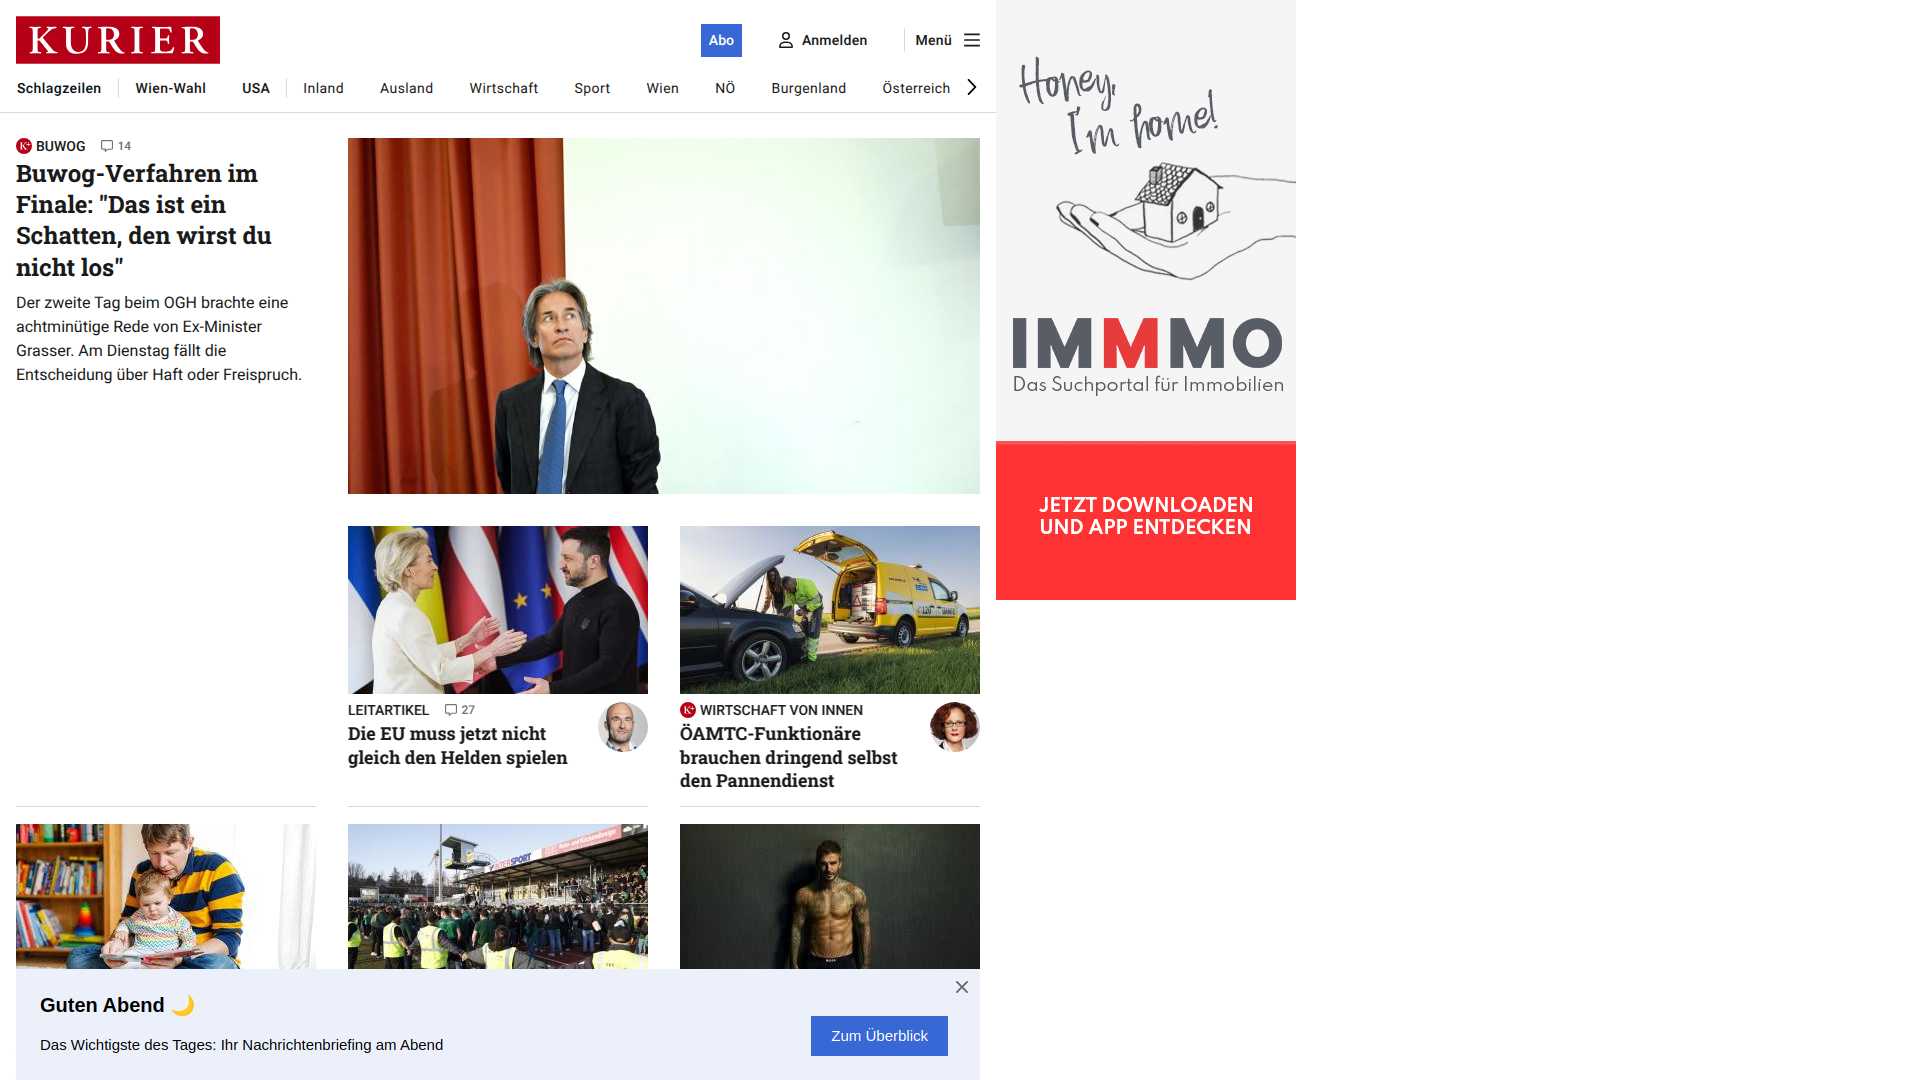 KURIER
Abo
Anmelden
Menü
Schlagzeilen
Wien-Wahl
USA
Inland
Ausland
Wirtschaft
Sport
Wien
NÖ
Burgenland
Österreich
BUWOG 14
Buwog-Verfahren im
Finale: "Das ist ein
Schatten, den wirst du
nicht los"
Der zweite Tag beim OGH brachte eine
achtminütige Rede von Ex-Minister
Grasser. Am Dienstag fällt die
Entscheidung über Haft oder Freispruch.
LEITARTIKEL 27
Die EU muss jetzt nicht
gleich den Helden spielen
K+ WIRTSCHAFT VON INNEN
ÖAMTC-Funktionäre
brauchen dringend selbst
den Pannendienst
Guten Abend
Das Wichtigste des Tages: Ihr Nachrichtenbriefing am Abend
Zum Überblick
Honey,
I'm home!
IMMMO
Das Suchportal für Immobilien
JETZT DOWNLOADEN
UND APP ENTDECKEN